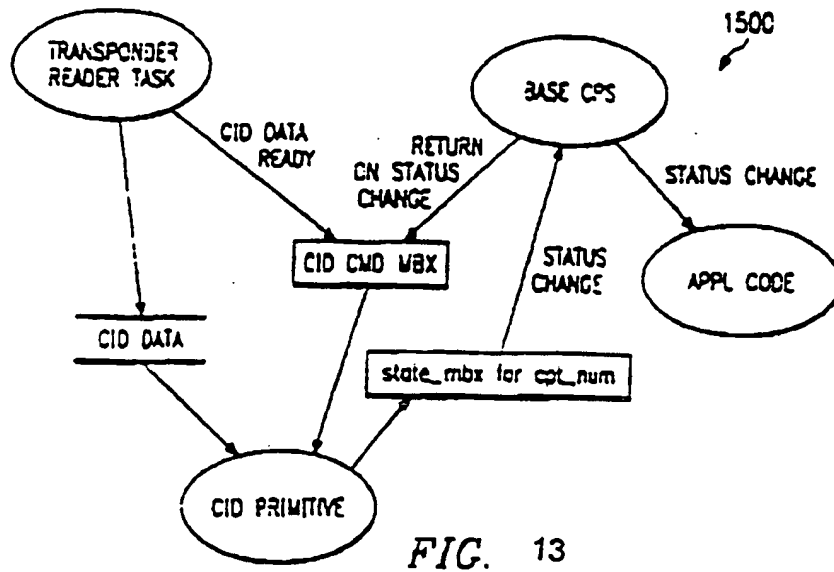 1500
TRANSPONDER
READER TASK
BASE CPS
CID DATA
READY
RETURN
ON STATUS
CHANGE
STATUS CHANGE
CID CMD MBX
STATUS
CHANGE
APPL CODE
CID DATA
state_mbx for cpt_num
CID PRIMITIVE
FIG. 13